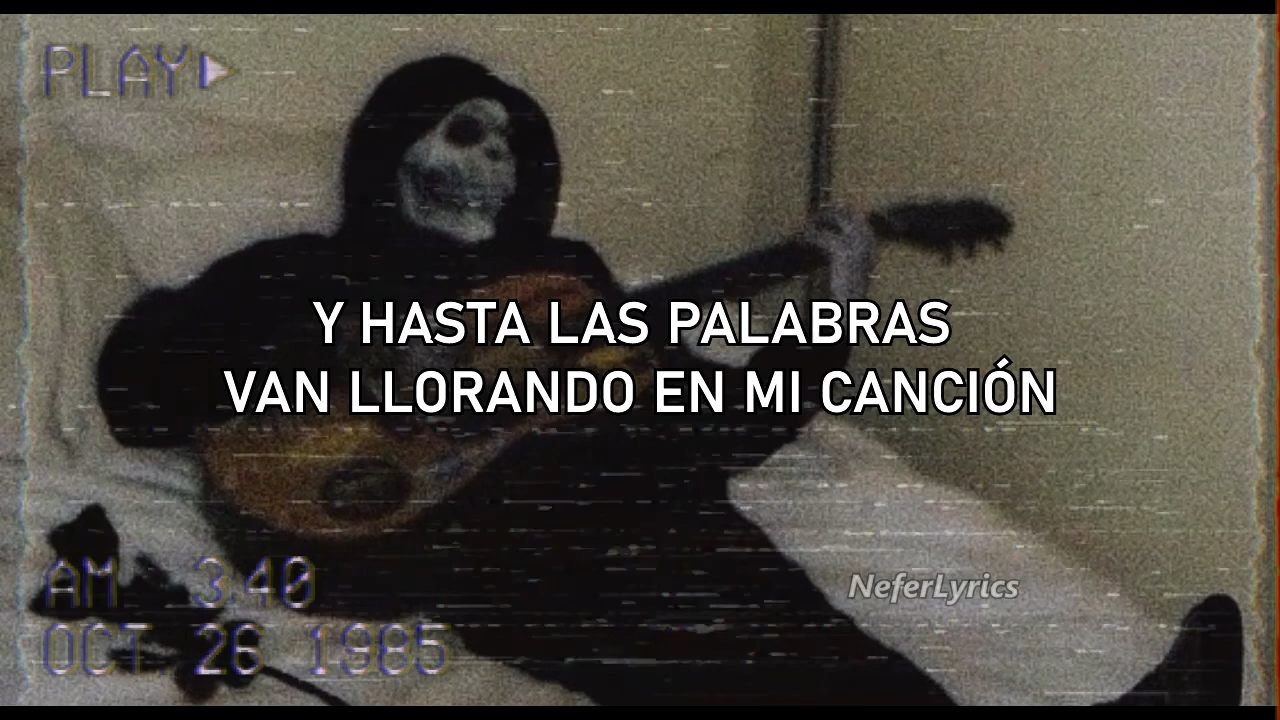 PLAY
Y HASTA LAS PALABRAS
VAN LLORANDO EN MI CANCIÓN
NeferLyrics
AM 3:40
OCT 26 1985